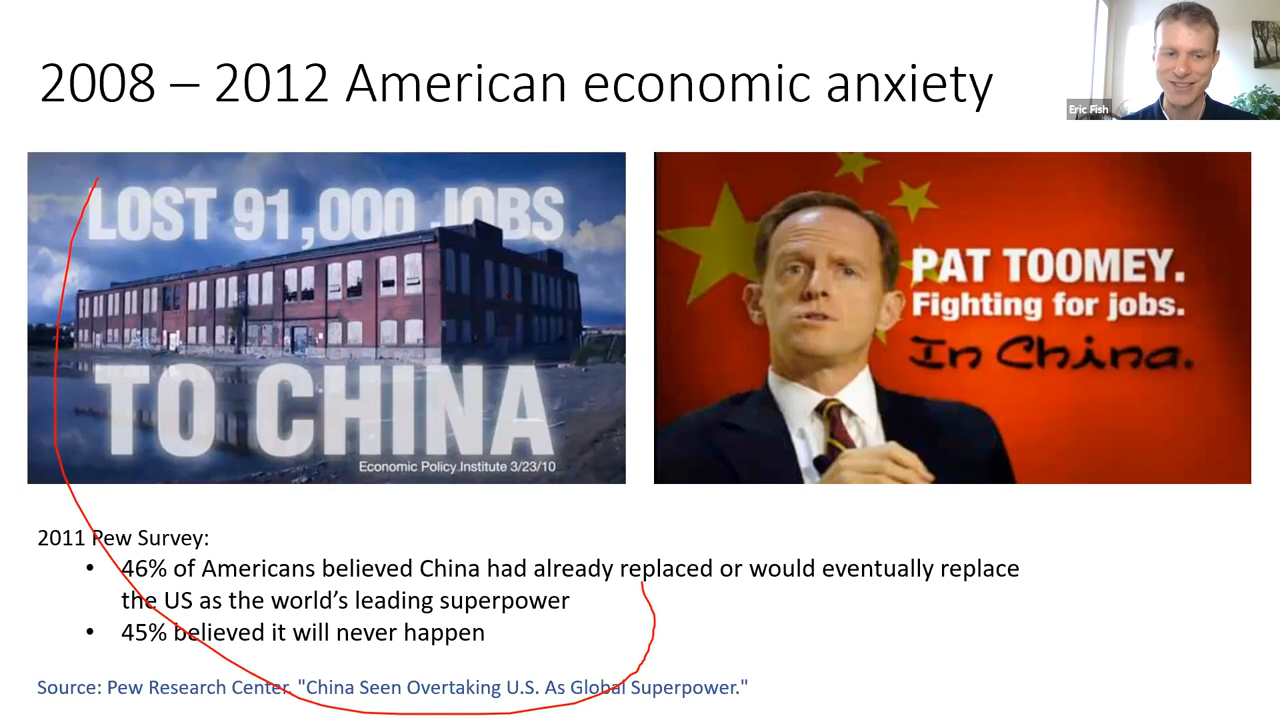 2008 – 2012 American economic anxiety
Eric Fish
LOST 91,000 JOBS
TO CHINA
Economic Policy Institute 3/23/10
PAT TOOMEY.
Fighting for jobs.
In China.
2011 Pew Survey:
• 46% of Americans believed China had already replaced or would eventually replace
the US as the world's leading superpower
• 45% believed it will never happen
Source: Pew Research Center. "China Seen Overtaking U.S. As Global Superpower."